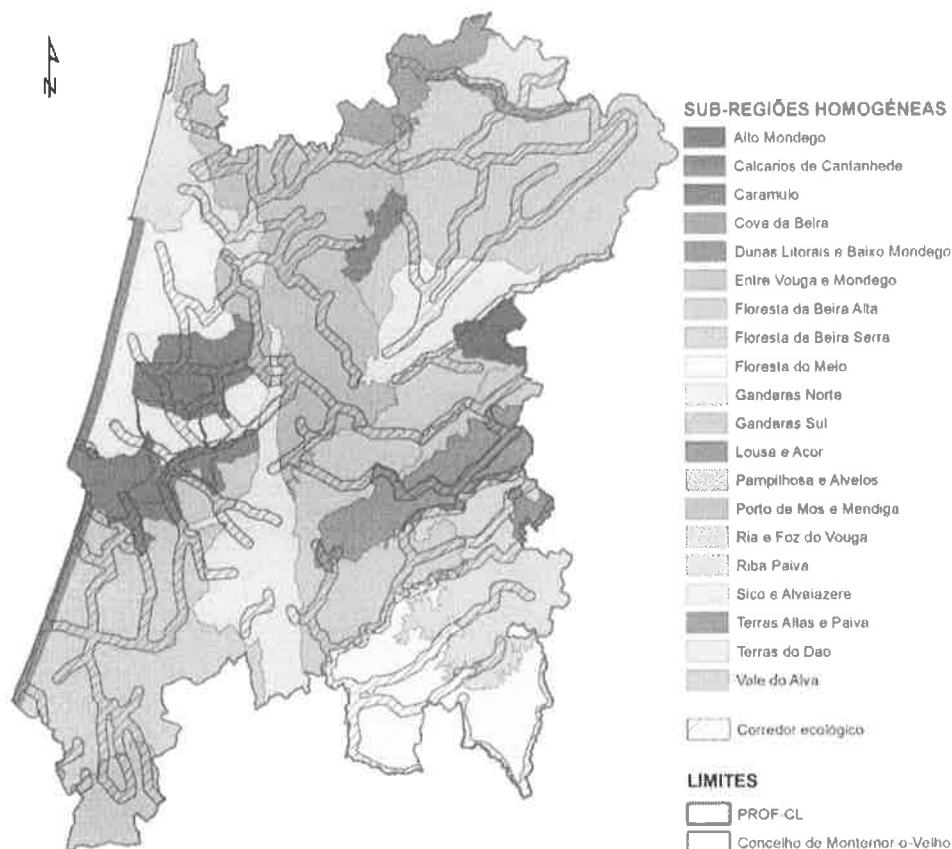 N
SUB-REGIÕES HOMOGÉNEAS
Alto Mondego
Calcarios de Cantanhede
Caramulo
Cova da Beira
Dunas Litorais e Baixo Mondego
Entre Vouga e Mondego
Floresta da Beira Alta
Floresta da Beira Serra
Floresta do Meio
Gandaras Norte
Gandaras Sul
Lousa e Acor
Pampilhosa e Alvelos
Porto de Mos e Mendiga
Ria e Foz do Vouga
Riba Paiva
Sico e Alvaiazere
Terras Altas e Paiva
Terras do Dao
Vale do Alva
Corredor ecológico
LIMITES
PROF-CL
Concelho de Montemor-o-Velho